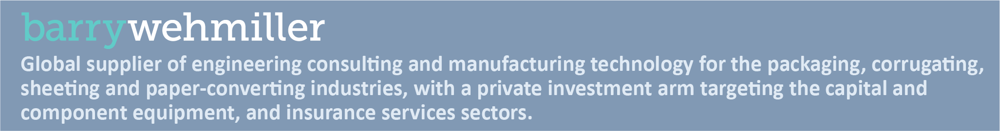 barrywehmiller
Global supplier of engineering consulting and manufacturing technology for the packaging, corrugating,
sheeting and paper-converting industries, with a private investment arm targeting the capital and
component equipment, and insurance services sectors.